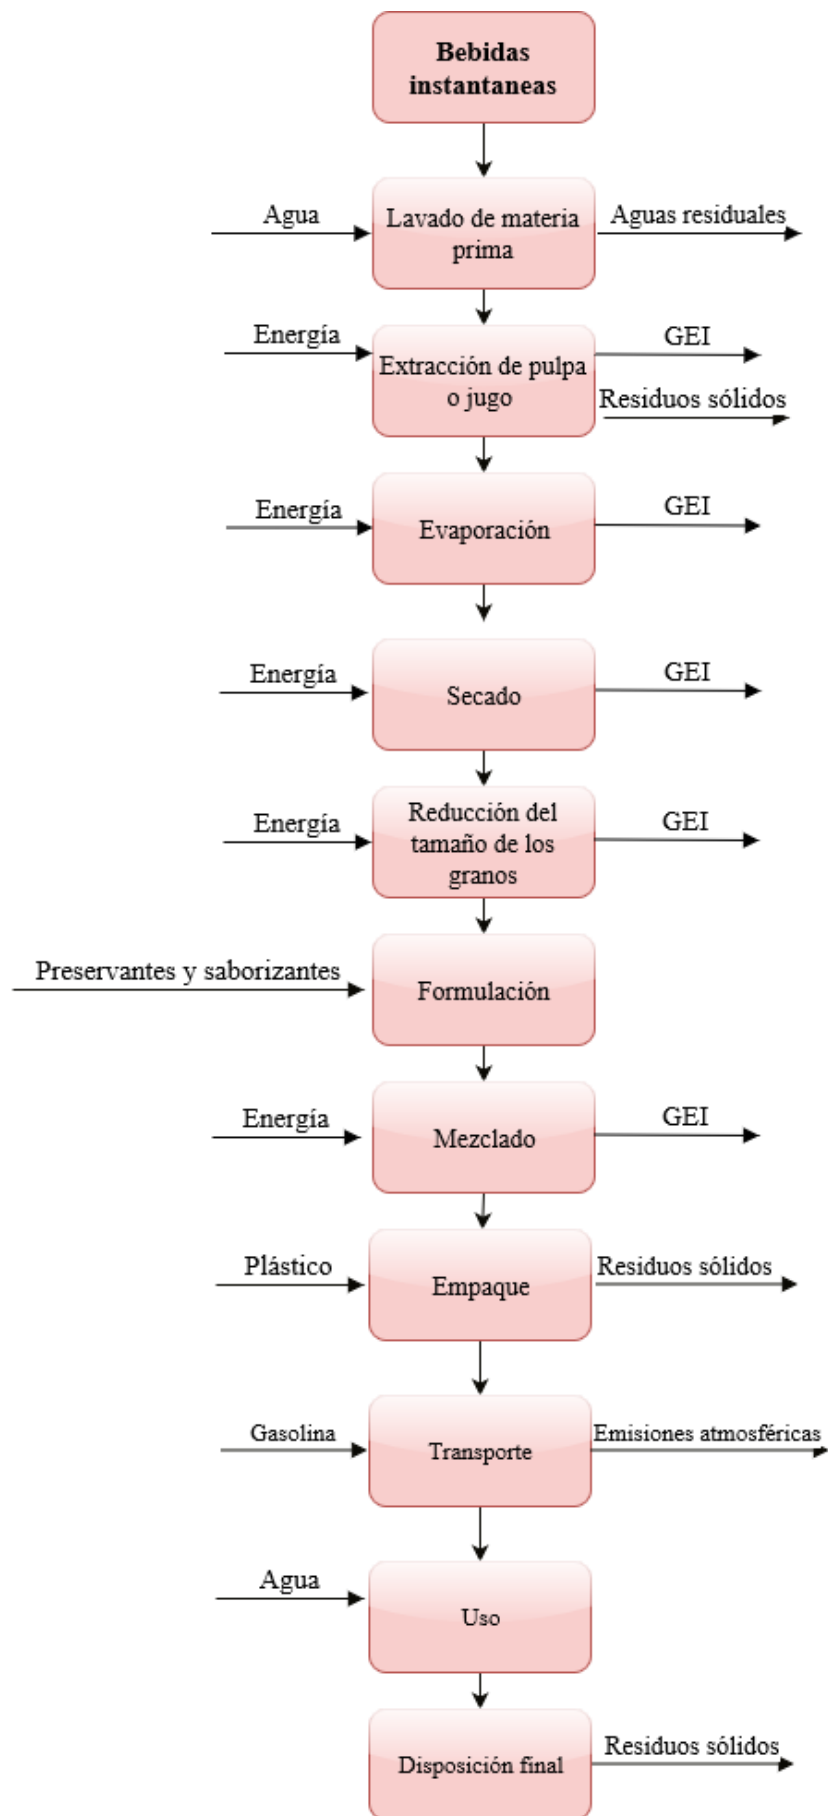 Bebidas
instantaneas
Agua
Lavado de materia
prima
Aguas residuales
Energía
Extracción de pulpa
o jugo
GEI
Residuos sólidos
Energía
Evaporación
GEI
Energía
Secado
GEI
Energía
Reducción del
tamaño de los
granos
GEI
Preservantes y saborizantes
Formulación
Energía
Mezclado
GEI
Plástico
Empaque
Residuos sólidos
Gasolina
Transporte
Emisiones atmosféricas
Agua
Uso
Disposición final
Residuos sólidos